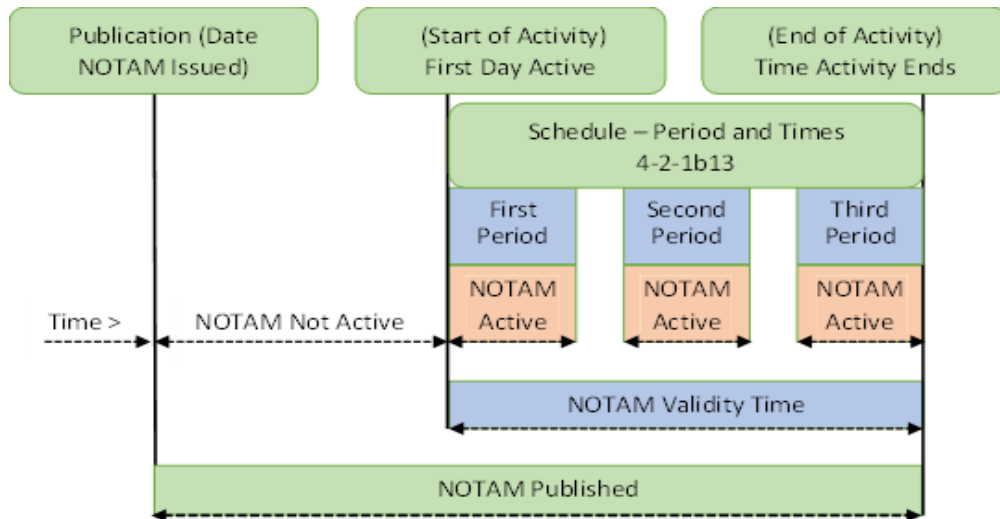 Publication (Date
NOTAM Issued)
(Start of Activity)
First Day Active
(End of Activity)
Time Activity Ends
Schedule – Period and Times
4-2-1b13
First
Period
Second
Period
Third
Period
NOTAM
Active
NOTAM
Active
NOTAM
Active
Time >
NOTAM Not Active
NOTAM Validity Time
NOTAM Published